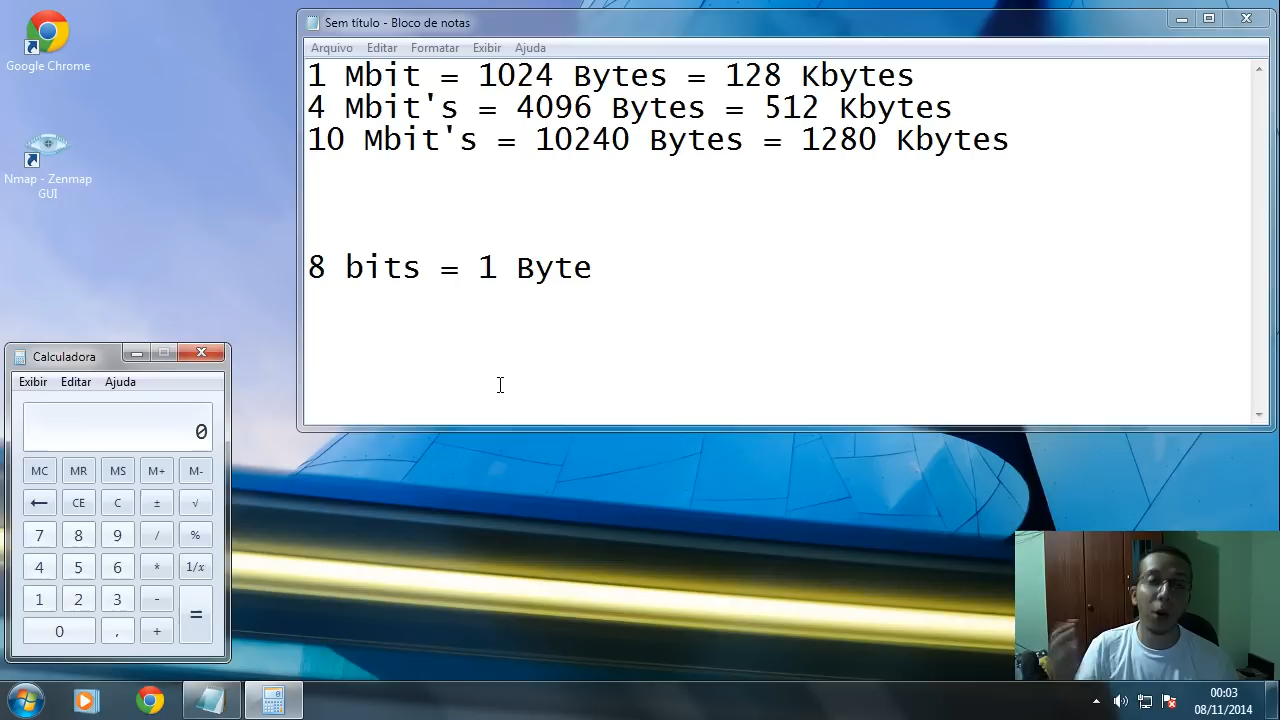 Google Chrome
Nmap - Zenmap
GUI
Sem título - Bloco de notas
Arquivo Editar Formatar Exibir Ajuda
1 Mbit = 1024 Bytes = 128 Kbytes
4 Mbit's = 4096 Bytes = 512 Kbytes
10 Mbit's = 10240 Bytes = 1280 Kbytes
8 bits = 1 Byte
Calculadora
Exibir Editar Ajuda
0
MC MR MS M+ M-
← CE C ± √
7 8 9 / %
4 5 6 * 1/x
1 2 3 - =
0 , +
00:03
08/11/2014